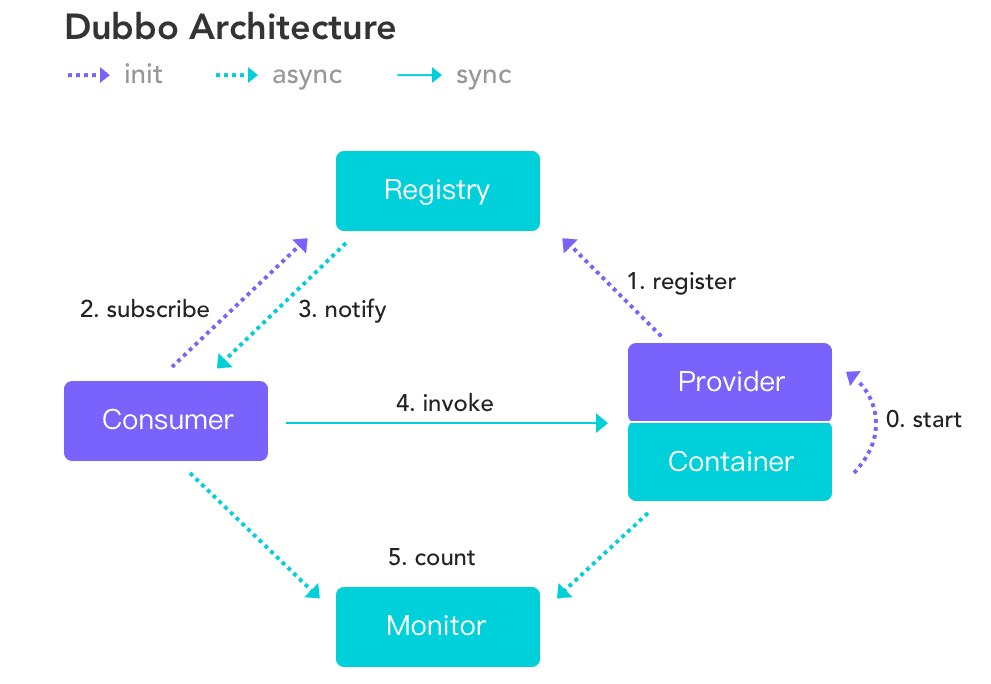 Dubbo Architecture
init async sync
Registry
1. register
2. subscribe 3. notify
Provider
4. invoke
Consumer
0. start
Container
5. count
Monitor